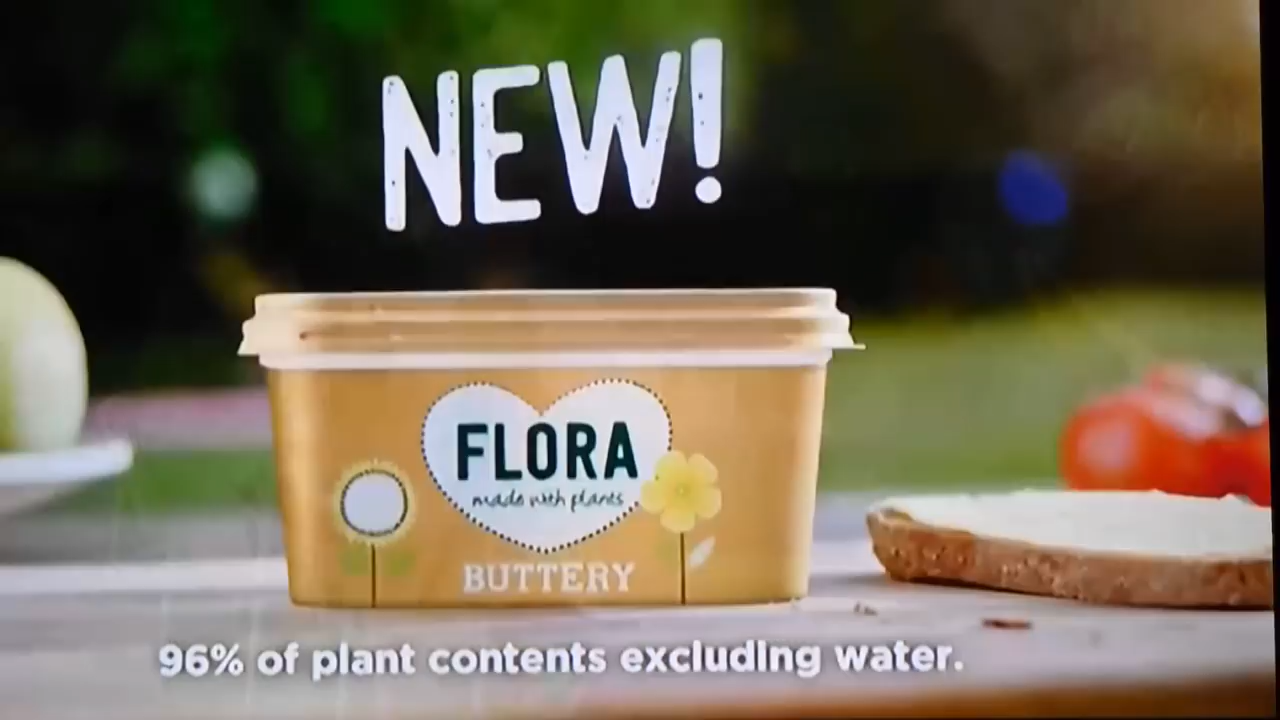 NEW!
FLORA
made with plants
BUTTERY
96% of plant contents excluding water.